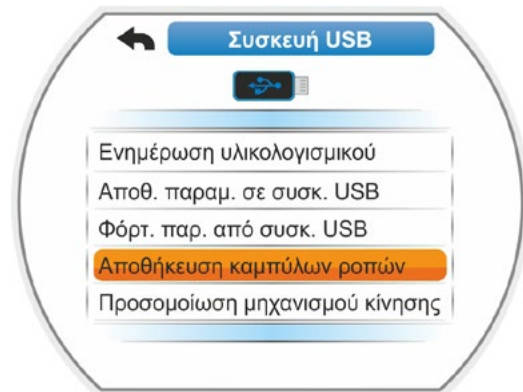 Συσκευή USB
Ενημέρωση υλικολογισμικού
Αποθ. παραμ. σε συσκ. USB
Φόρτ. παρ. από συσκ. USB
Αποθήκευση καμπύλων ροπών
Προσομοίωση μηχανισμού κίνησης